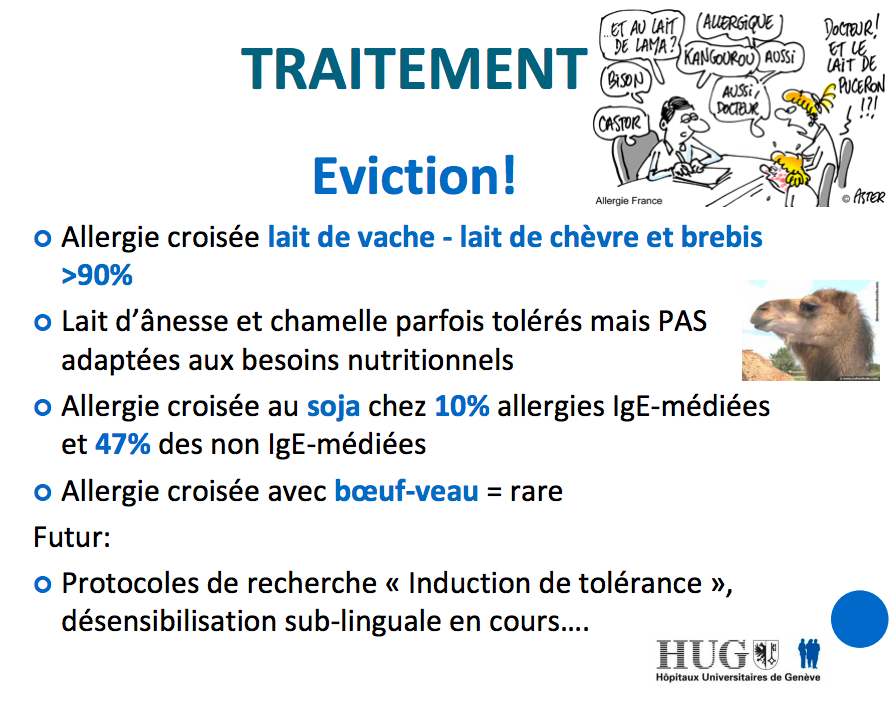 TRAITEMENT
...ET AU LAIT
DE LAMA?
BISON
CASTOR
ALLERGIQUE
KANGOUROU
AUSSI
AUSSI,
DOCTEUR
DOCTEUR!
ET LE
LAIT DE
PUCERON
!?!
Allergie France
© ASTER
Eviction!
Allergie croisée lait de vache - lait de chèvre et brebis
>90%
Lait d’ânesse et chamelle parfois tolérés mais PAS
adaptées aux besoins nutritionnels
Allergie croisée au soja chez 10% allergies IgE-médiées
et 47% des non IgE-médiées
Allergie croisée avec bœuf-veau = rare
Futur:
Protocoles de recherche « Induction de tolérance »,
désensibilisation sub-linguale en cours….
HUG
Hôpitaux Universitaires de Genève